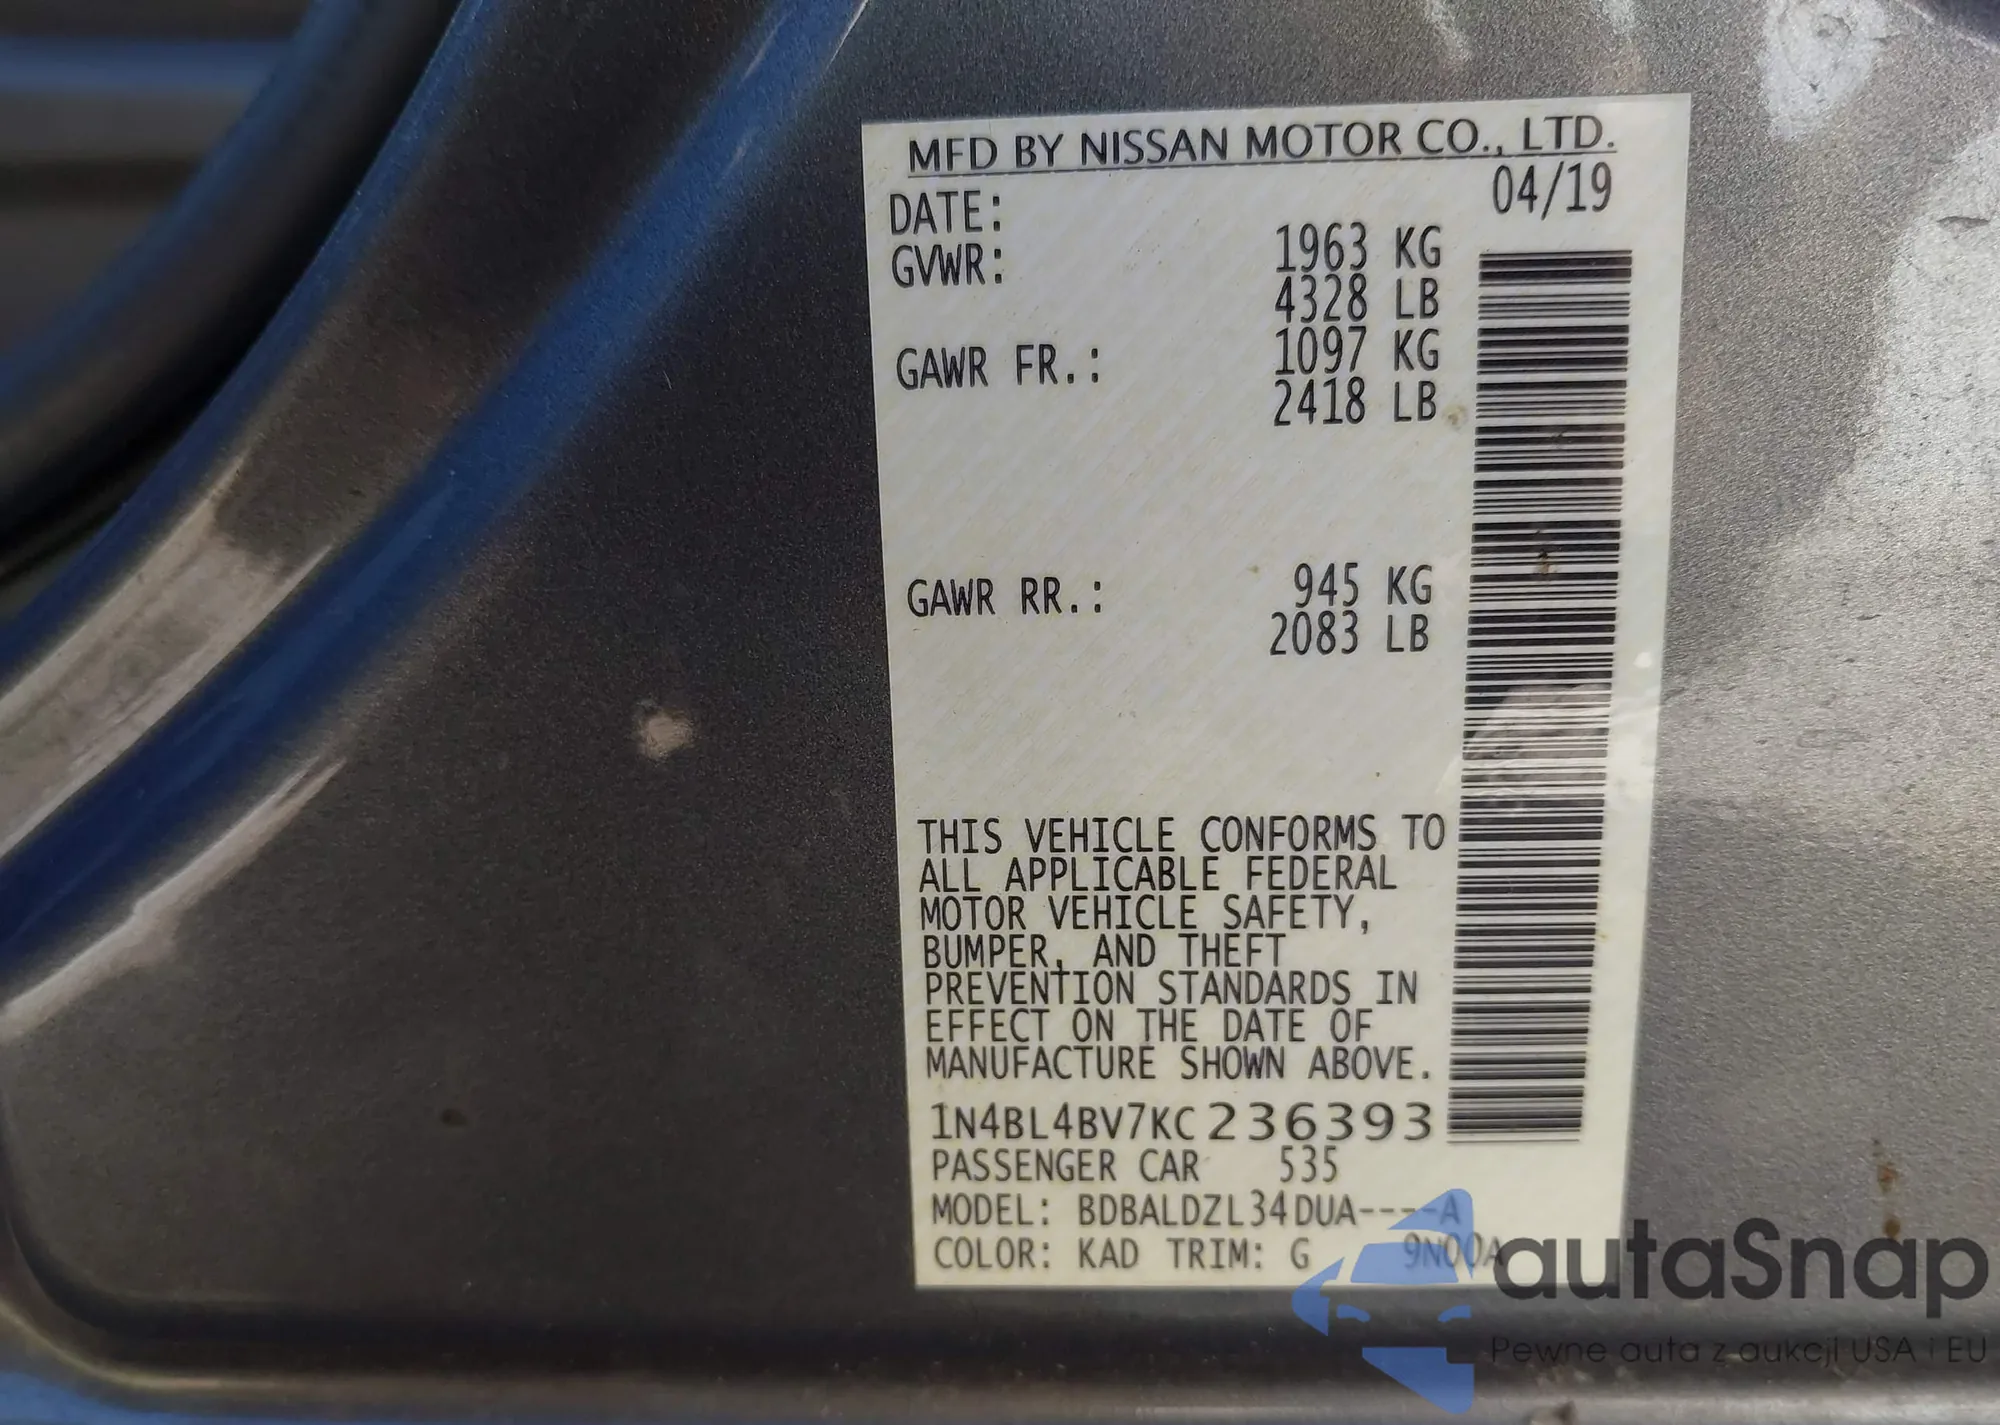 MFD BY NISSAN MOTOR CO., LTD.
DATE: 04/19
GVWR: 1963 KG
4328 LB
GAWR FR.: 1097 KG
2418 LB
GAWR RR.: 945 KG
2083 LB
THIS VEHICLE CONFORMS TO
ALL APPLICABLE FEDERAL
MOTOR VEHICLE SAFETY,
BUMPER, AND THEFT
PREVENTION STANDARDS IN
EFFECT ON THE DATE OF
MANUFACTURE SHOWN ABOVE.
1N4BL4BV7KC236393
PASSENGER CAR 535
MODEL: BDBALDZL34DUA----A
COLOR: KAD TRIM: G 9N00A
autaSnap
Pewne auta z aukcji USA i EU